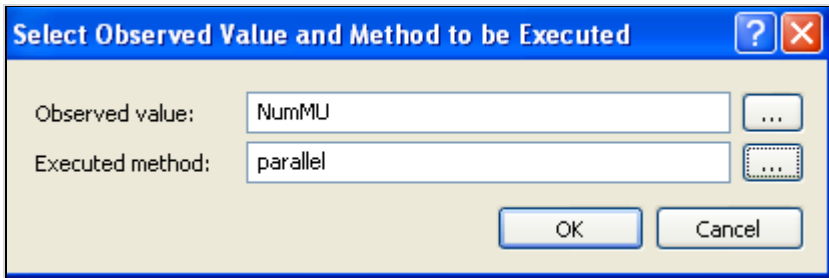 Select Observed Value and Method to be Executed ?
Observed value: NumMU ...
Executed method: parallel ...
OK Cancel